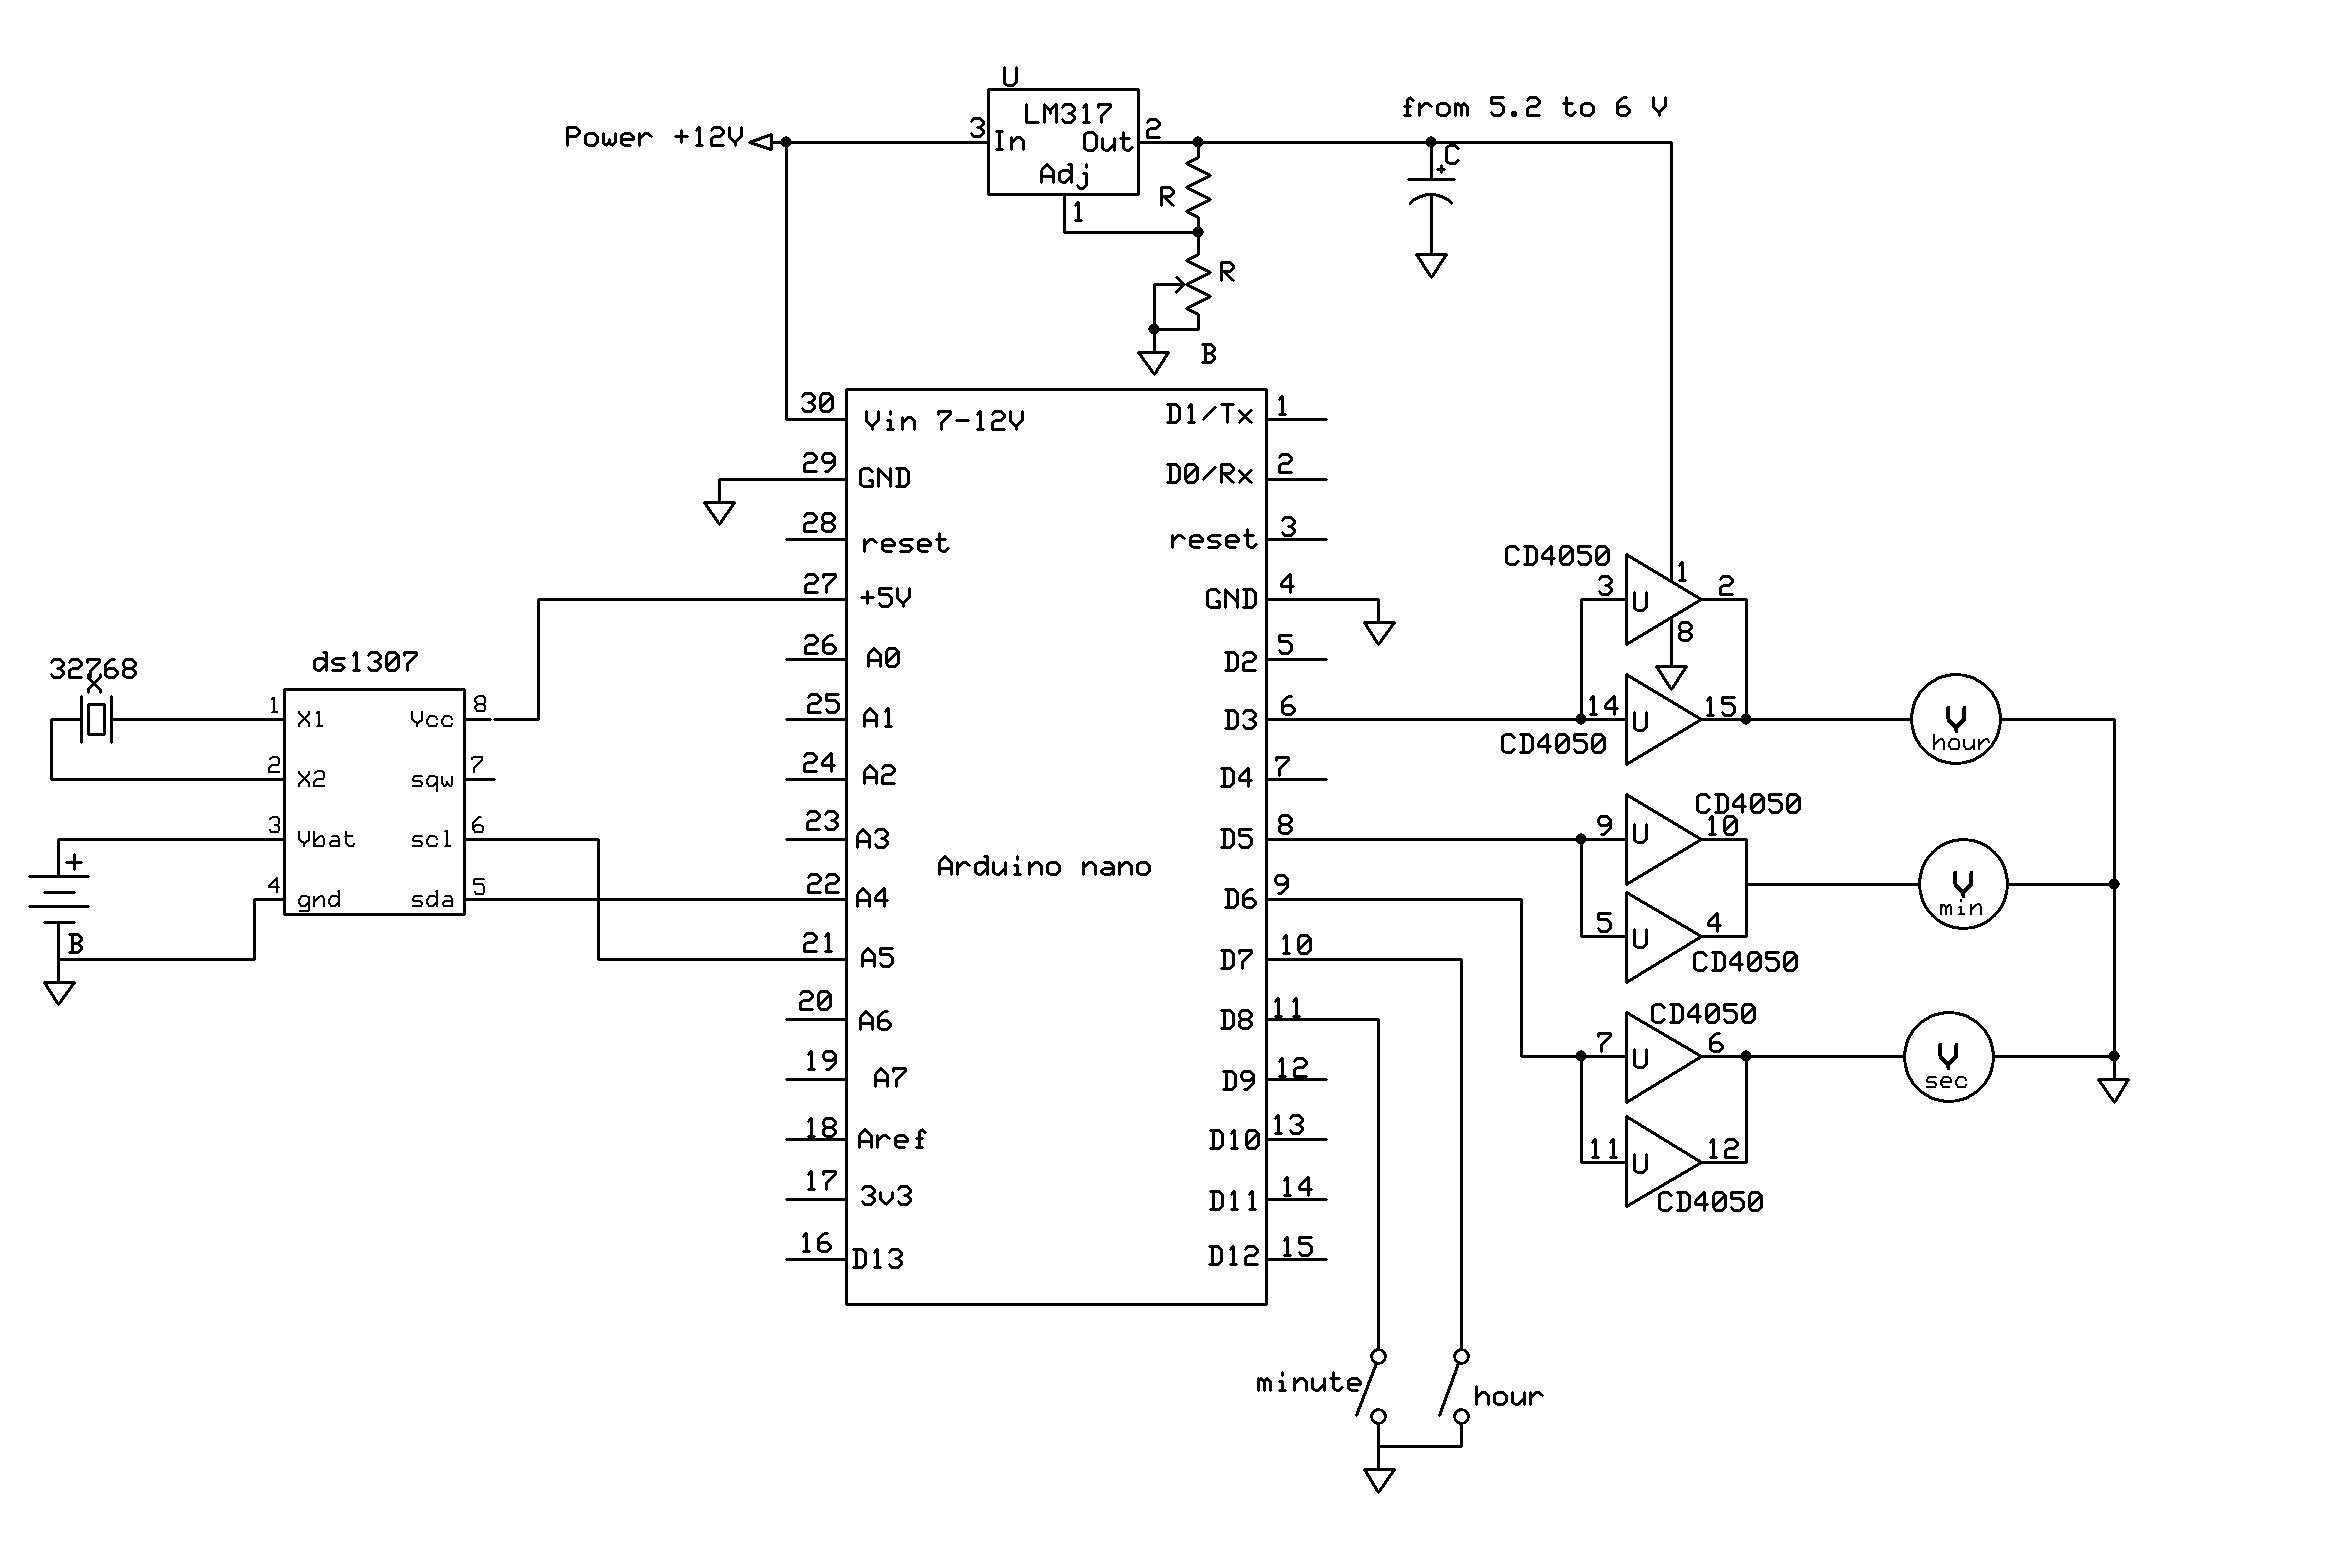 U
LM317
Power +12V
3 In
Out 2
Adj
1
R
R
B
from 5.2 to 6 V
C
+
30 Vin 7-12V
29 GND
28 reset
27 +5V
26 A0
25 A1
24 A2
23 A3
22 A4
21 A5
20 A6
19 A7
18 Aref
17 3v3
16 D13
Arduino nano
D1/Tx 1
D0/Rx 2
reset 3
GND 4
D2 5
D3 6
D4 7
D5 8
D6 9
D7 10
D8 11
D9 12
D10 13
D11 14
D12 15
32768
X
ds1307
1 X1
2 X2
3 Vbat
4 gnd
Vcc 8
sqw 7
scl 6
sda 5
+
B
CD4050
3 U 1 2
8
14 U 15
CD4050
V
hour
CD4050
9 U 10
5 U 4
CD4050
V
min
CD4050
7 U 6
11 U 12
CD4050
V
sec
minute
hour